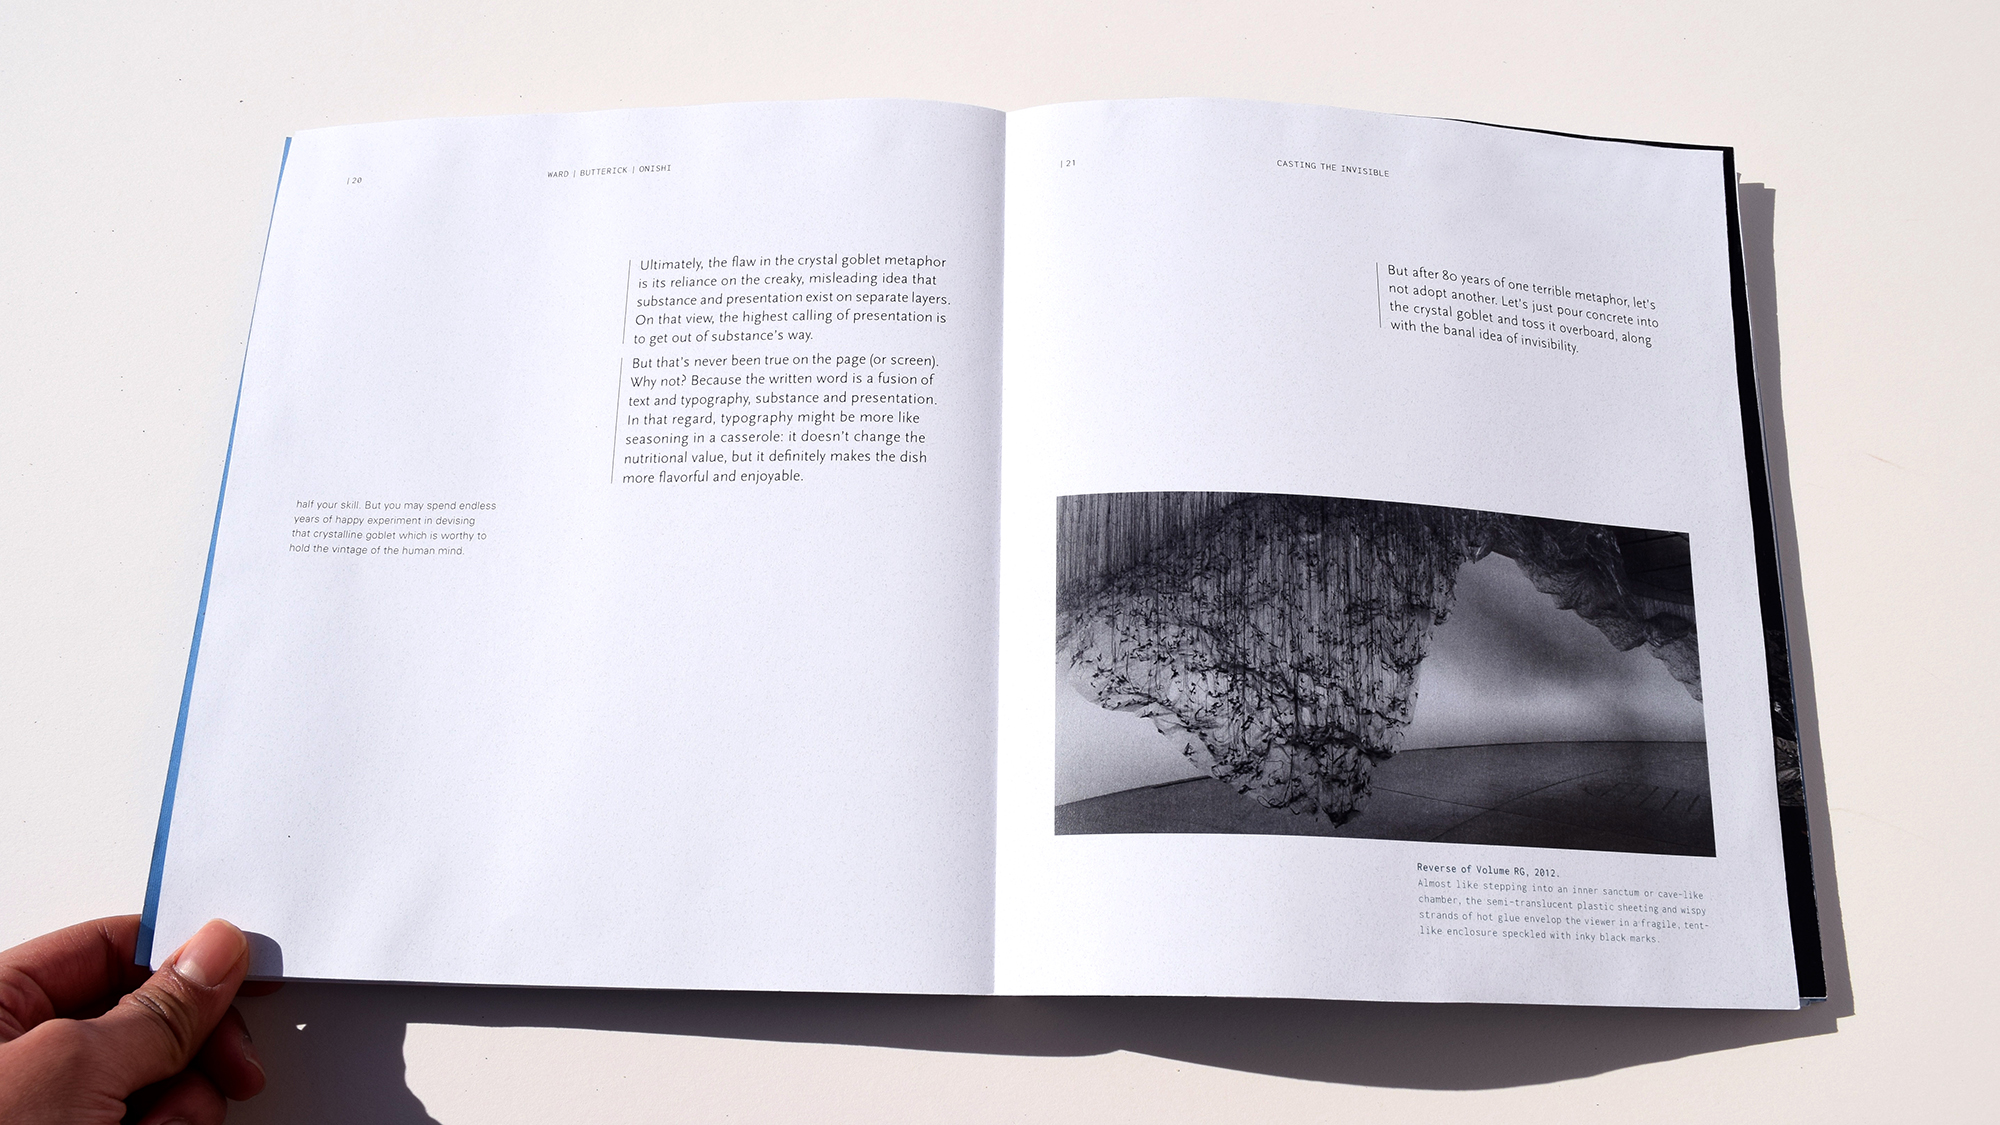 |20
WARD | BUTTERICK | ONISHI
Ultimately, the flaw in the crystal goblet metaphor
is its reliance on the creaky, misleading idea that
substance and presentation exist on separate layers.
On that view, the highest calling of presentation is
to get out of substance's way.
But that's never been true on the page (or screen).
Why not? Because the written word is a fusion of
text and typography, substance and presentation.
In that regard, typography might be more like
seasoning in a casserole: it doesn't change the
nutritional value, but it definitely makes the dish
more flavorful and enjoyable.
half your skill. But you may spend endless
years of happy experiment in devising
that crystalline goblet which is worthy to
hold the vintage of the human mind.
|21
CASTING THE INVISIBLE
But after 80 years of one terrible metaphor, let's
not adopt another. Let's just pour concrete into
the crystal goblet and toss it overboard, along
with the banal idea of invisibility.
Reverse of Volume RG, 2012.
Almost like stepping into an inner sanctum or cave-like
chamber, the semi-translucent plastic sheeting and wispy
strands of hot glue envelop the viewer in a fragile, tent-
like enclosure speckled with inky black marks.